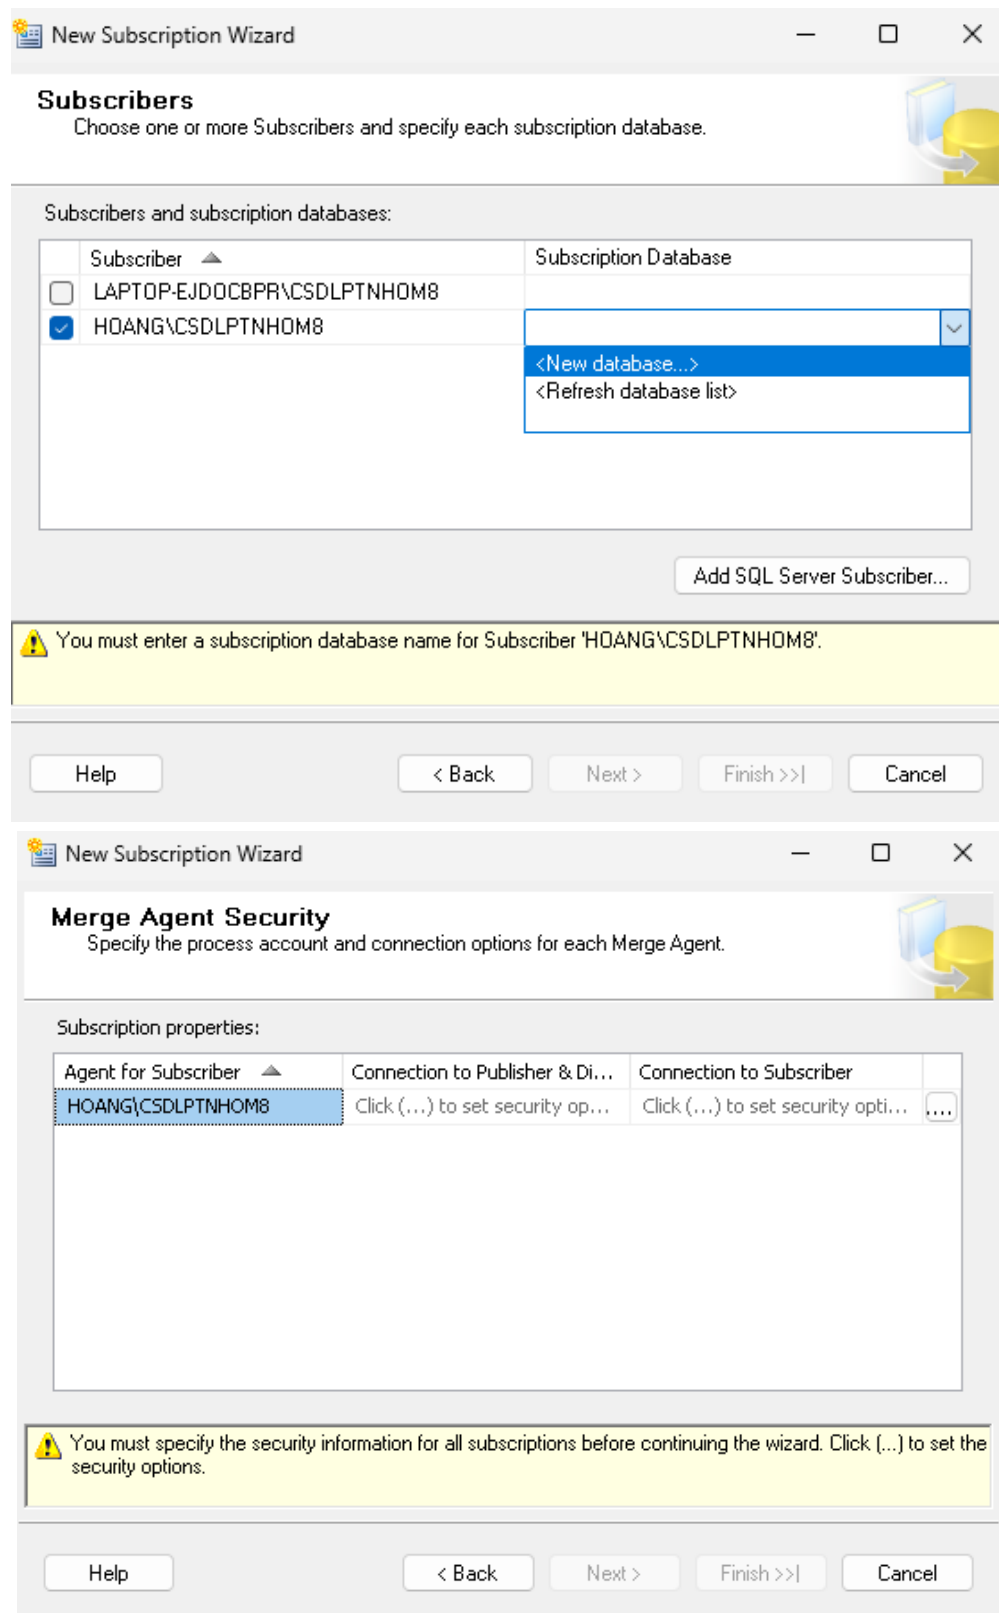 New Subscription Wizard
Subscribers
Choose one or more Subscribers and specify each subscription database.
Subscribers and subscription databases:
Subscriber Subscription Database
LAPTOP-EJDOCBPR\CSDLPTNHOM8
HOANG\CSDLPTNHOM8
<New database...>
<Refresh database list>
Add SQL Server Subscriber...
You must enter a subscription database name for Subscriber 'HOANG\CSDLPTNHOM8'.
Help < Back Next > Finish >>| Cancel
New Subscription Wizard
Merge Agent Security
Specify the process account and connection options for each Merge Agent.
Subscription properties:
Agent for Subscriber Connection to Publisher & Di... Connection to Subscriber
HOANG\CSDLPTNHOM8 Click (...) to set security op... Click (...) to set security opti... ....
You must specify the security information for all subscriptions before continuing the wizard. Click (...) to set the
security options.
Help < Back Next > Finish >>| Cancel